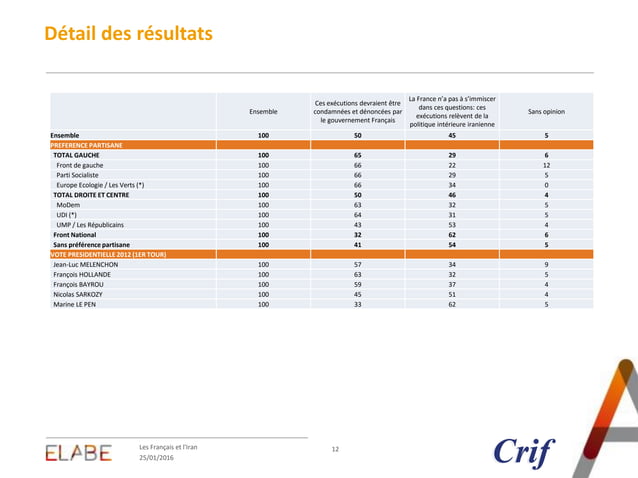 Détail des résultats
Ensemble
Ces exécutions devraient être condamnées et dénoncées par le gouvernement Français
La France n'a pas à s'immiscer dans ces questions: ces exécutions relèvent de la politique intérieure iranienne
Sans opinion
Ensemble 100 50 45 5
PREFERENCE PARTISANE
TOTAL GAUCHE 100 65 29 6
Front de gauche 100 66 22 12
Parti Socialiste 100 66 29 5
Europe Ecologie / Les Verts (*) 100 66 34 0
TOTAL DROITE ET CENTRE 100 50 46 4
MoDem 100 63 32 5
UDI (*) 100 64 31 5
UMP / Les Républicains 100 43 53 4
Front National 100 32 62 6
Sans préférence partisane 100 41 54 5
VOTE PRESIDENTIELLE 2012 (1ER TOUR)
Jean-Luc MELENCHON 100 57 34 9
François HOLLANDE 100 63 32 5
François BAYROU 100 59 37 4
Nicolas SARKOZY 100 45 51 4
Marine LE PEN 100 33 62 5
ELABE
Les Français et l'Iran
25/01/2016
12
Crif